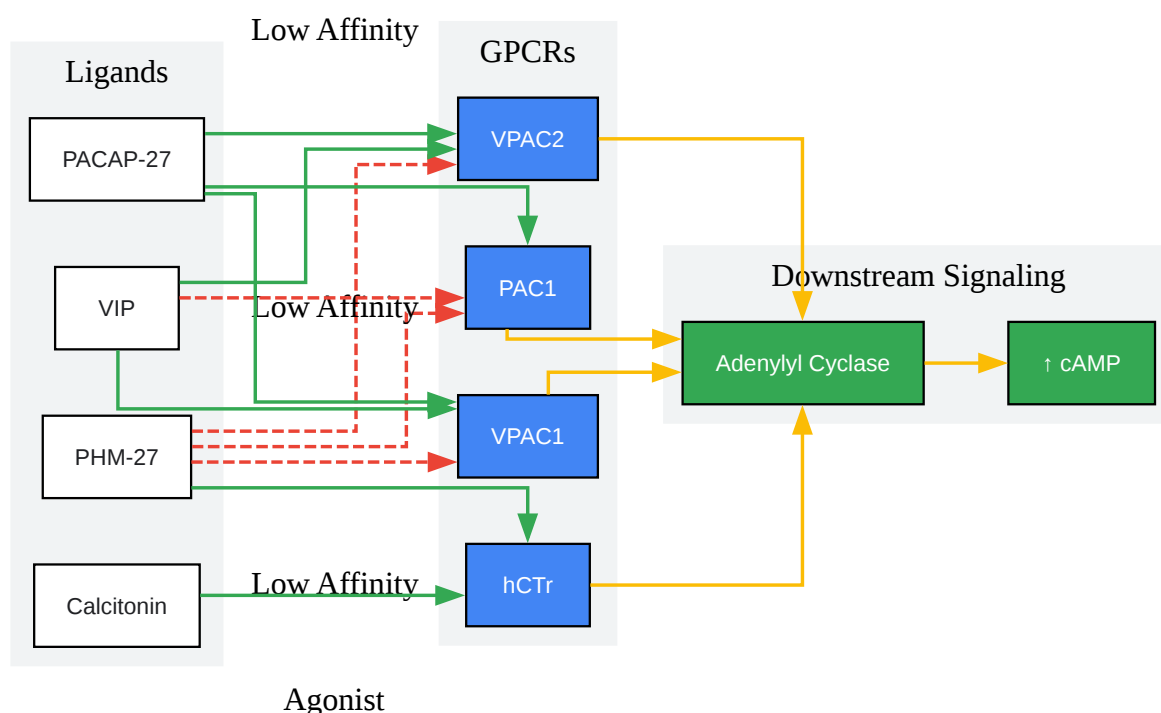 Low Affinity
GPCRs
Ligands
VPAC2
PACAP-27
Downstream Signaling
PAC1
VIP
Low Affinity
Adenylyl Cyclase
↑ cAMP
VPAC1
PHM-27
Low Affinity
hCTr
Calcitonin
Agonist